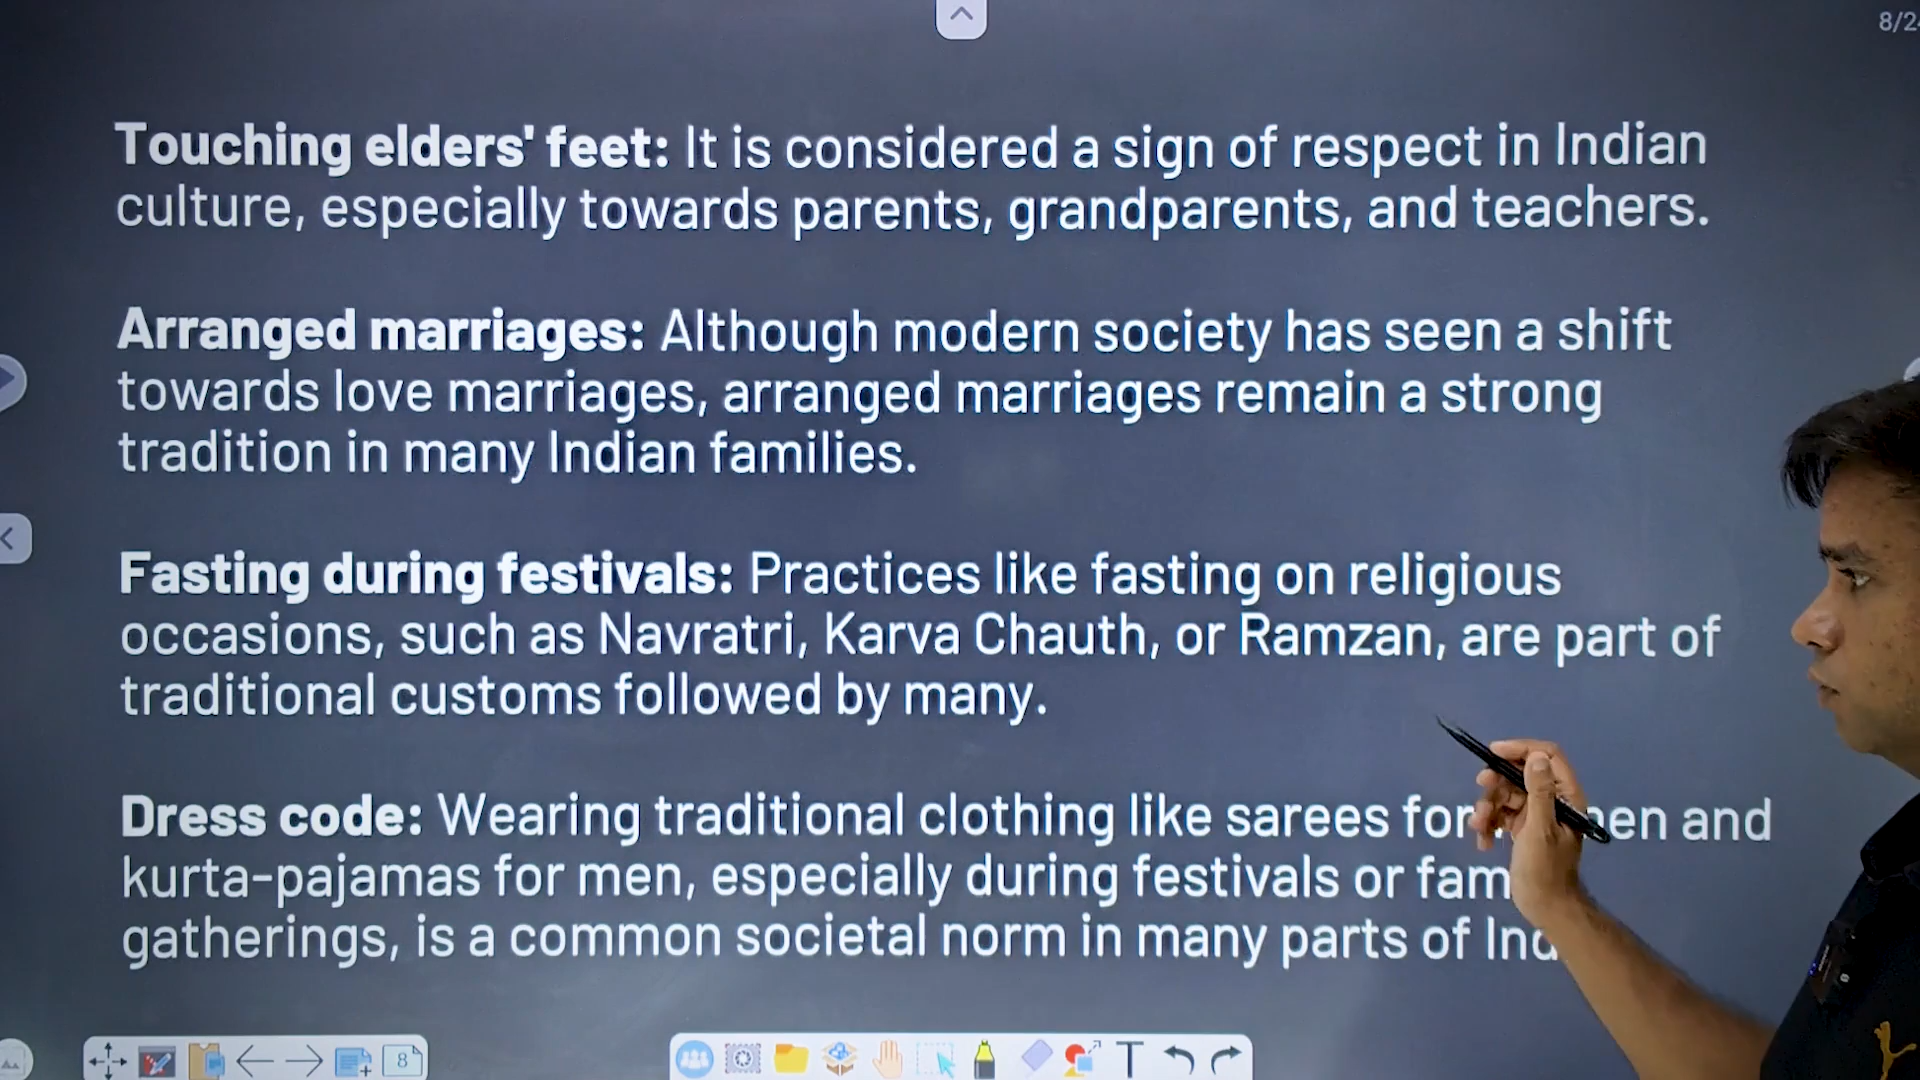 8/2
Touching elders' feet: It is considered a sign of respect in Indian
culture, especially towards parents, grandparents, and teachers.
Arranged marriages: Although modern society has seen a shift
towards love marriages, arranged marriages remain a strong
tradition in many Indian families.
Fasting during festivals: Practices like fasting on religious
occasions, such as Navratri, Karva Chauth, or Ramzan, are part of
traditional customs followed by many.
Dress code: Wearing traditional clothing like sarees for and
kurta-pajamas for men, especially during festivals or
gatherings, is a common societal norm in many parts of
8
T